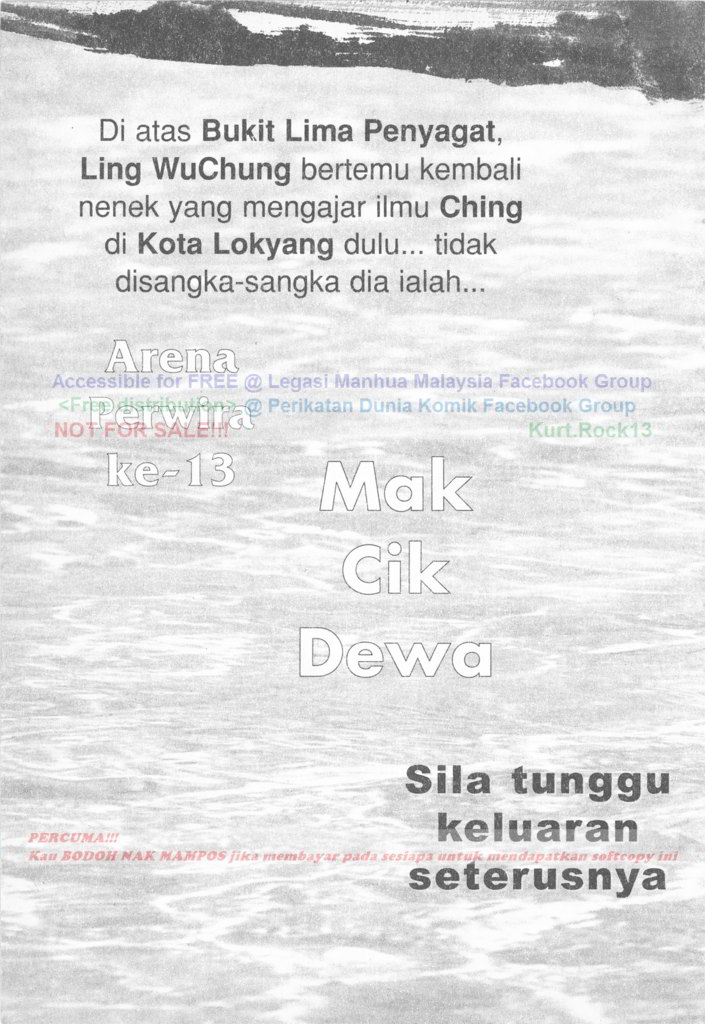 Di atas Bukit Lima Penyagat,
Ling WuChung bertemu kembali
nenek yang mengajar ilmu Ching
di Kota Lokyang dulu... tidak
disangka-sangka dia ialah...
Arena
Accessible for FREE @ Legasi Manhua Malaysia Facebook Group
Perwira
<Free distribution> @ Perikatan Dunia Komik Facebook Group
NOT FOR SALE!!! Kurt.Rock13
ke-13
Mak
Cik
Dewa
Sila tunggu
keluaran
PERCUMA!!!
Kau BODOH NAK MAMPOS jika membayar pada sesiapa untuk mendapatkan softcopy ini
seterusnya